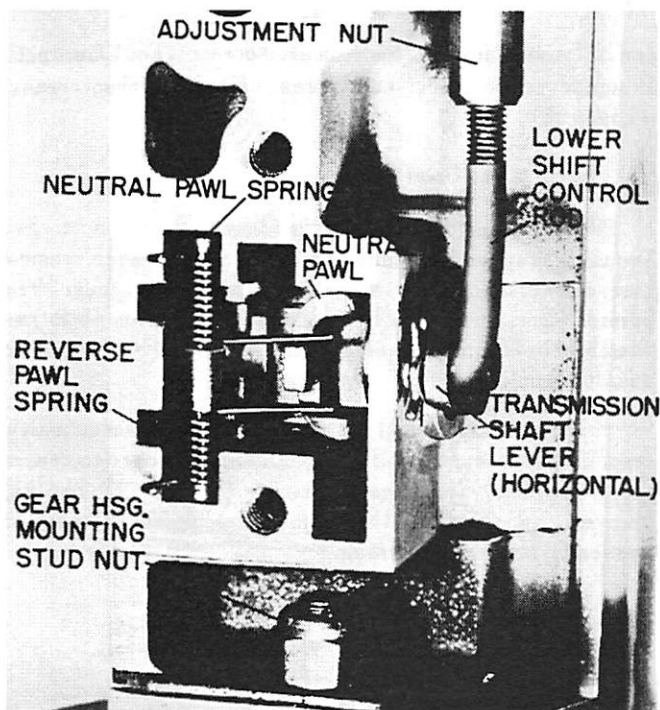 ADJUSTMENT NUT
LOWER
SHIFT
CONTROL
ROD
NEUTRAL PAWL SPRING
NEUTRAL
PAWL
REVERSE
PAWL
SPRING
TRANSMISSION
SHAFT
LEVER
(HORIZONTAL)
GEAR HSG.
MOUNTING
STUD NUT